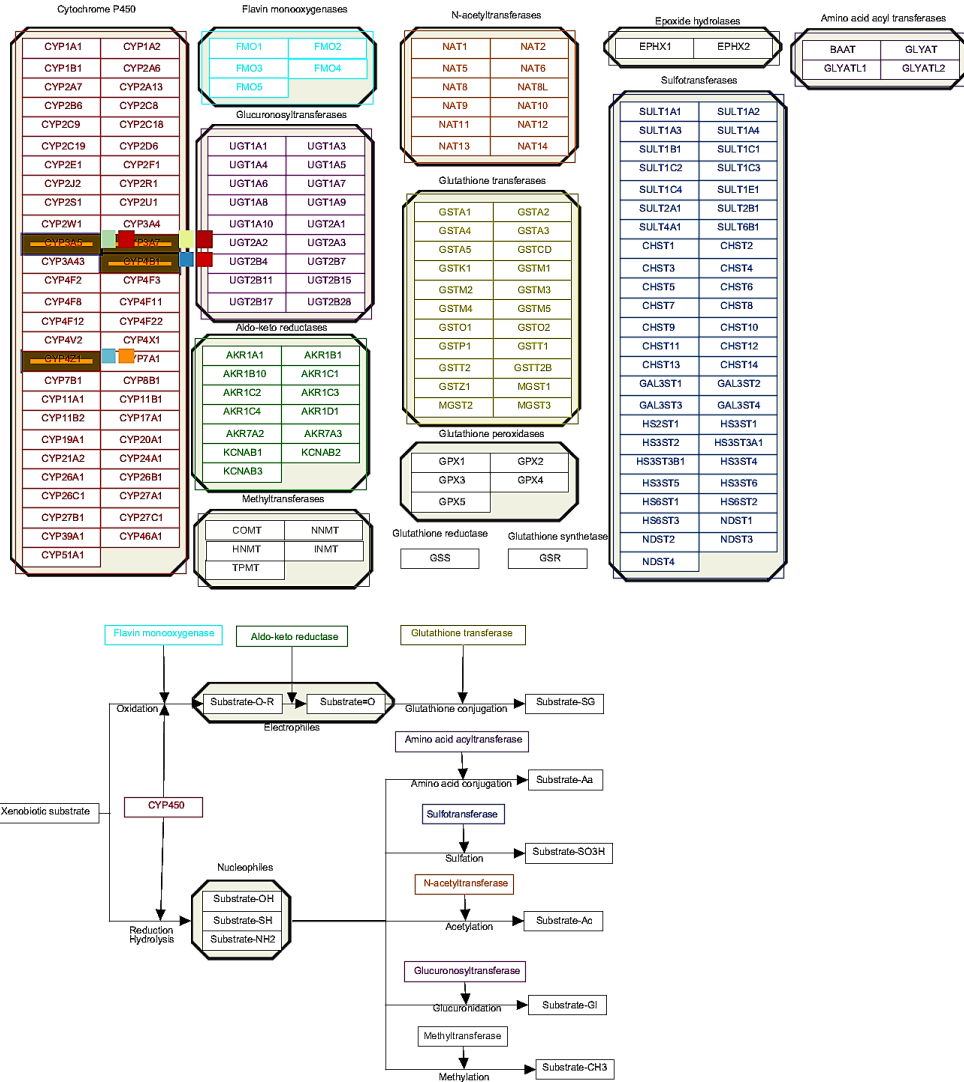 Cytochrome P450
CYP1A1 CYP1A2
CYP1B1 CYP2A6
CYP2A7 CYP2A13
CYP2B6 CYP2C8
CYP2C9 CYP2C18
CYP2C19 CYP2D6
CYP2E1 CYP2F1
CYP2J2 CYP2R1
CYP2S1 CYP2U1
CYP2W1 CYP3A4
CYP3A5 CYP3A7
CYP3A43 CYP4B1
CYP4F2 CYP4F3
CYP4F8 CYP4F11
CYP4F12 CYP4F22
CYP4V2 CYP4X1
CYP4Z1 CYP7A1
CYP7B1 CYP8B1
CYP11A1 CYP11B1
CYP11B2 CYP17A1
CYP19A1 CYP20A1
CYP21A2 CYP24A1
CYP26A1 CYP26B1
CYP26C1 CYP27A1
CYP27B1 CYP27C1
CYP39A1 CYP46A1
CYP51A1
Flavin monooxygenases
FMO1 FMO2
FMO3 FMO4
FMO5
Glucuronosyltransferases
UGT1A1 UGT1A3
UGT1A4 UGT1A5
UGT1A6 UGT1A7
UGT1A8 UGT1A9
UGT1A10 UGT2A1
UGT2A2 UGT2A3
UGT2B4 UGT2B7
UGT2B11 UGT2B15
UGT2B17 UGT2B28
Aldo-keto reductases
AKR1A1 AKR1B1
AKR1B10 AKR1C1
AKR1C2 AKR1C3
AKR1C4 AKR1D1
AKR7A2 AKR7A3
KCNAB1 KCNAB2
KCNAB3
Methyltransferases
COMT NNMT
HNMT INMT
TPMT
N-acetyltransferases
NAT1 NAT2
NAT5 NAT6
NAT8 NAT8L
NAT9 NAT10
NAT11 NAT12
NAT13 NAT14
Glutathione transferases
GSTA1 GSTA2
GSTA4 GSTA3
GSTA5 GSTCD
GSTK1 GSTM1
GSTM2 GSTM3
GSTM4 GSTM5
GSTO1 GSTO2
GSTP1 GSTT1
GSTT2 GSTT2B
GSTZ1 MGST1
MGST2 MGST3
Glutathione peroxidases
GPX1 GPX2
GPX3 GPX4
GPX5
Glutathione reductase Glutathione synthetase
GSS GSR
Epoxide hydrolases
EPHX1 EPHX2
Sulfotransferases
SULT1A1 SULT1A2
SULT1A3 SULT1A4
SULT1B1 SULT1C1
SULT1C2 SULT1C3
SULT1C4 SULT1E1
SULT2A1 SULT2B1
SULT4A1 SULT6B1
CHST1 CHST2
CHST3 CHST4
CHST5 CHST6
CHST7 CHST8
CHST9 CHST10
CHST11 CHST12
CHST13 CHST14
GAL3ST1 GAL3ST2
GAL3ST3 GAL3ST4
HS2ST1 HS3ST1
HS3ST2 HS3ST3A1
HS3ST3B1 HS3ST4
HS3ST5 HS3ST6
HS6ST1 HS6ST2
HS6ST3 NDST1
NDST2 NDST3
NDST4
Amino acid acyl transferases
BAAT GLYAT
GLYATL1 GLYATL2
Flavin monooxygenase Aldo-keto reductase Glutathione transferase
Oxidation Substrate-O-R Substrate=O Glutathione conjugation Substrate-SG
Electrophiles
Amino acid acyltransferase
Amino acid conjugation Substrate-Aa
Xenobiotic substrate CYP450
Sulfotransferase
Sulfation Substrate-SO3H
Nucleophiles
N-acetyltransferase
Substrate-OH
Substrate-SH
Substrate-NH2
Reduction
Hydrolysis
Acetylation Substrate-Ac
Glucuronosyltransferase
Glucuronidation Substrate-Gl
Methyltransferase
Methylation Substrate-CH3